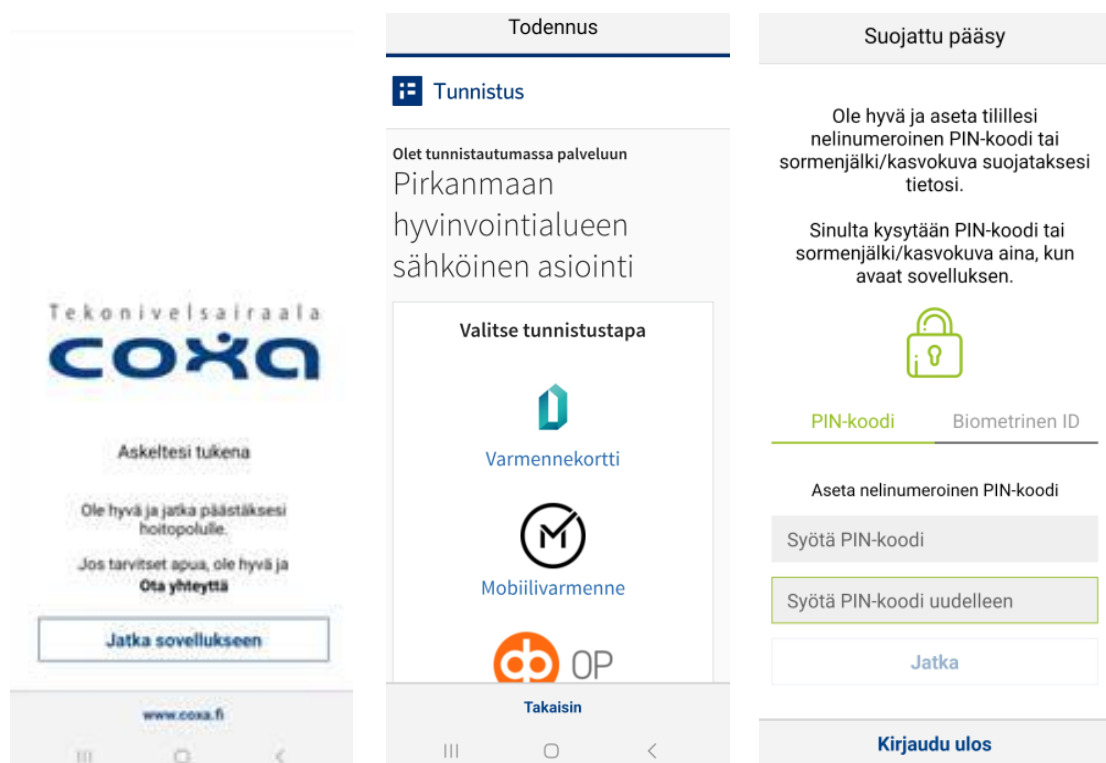 Tekonivelsairaala
coxa
Askeltesi tukena
Ole hyvä ja jatka päästäksesi
hoitopolulle.
Jos tarvitset apua, ole hyvä ja
Ota yhteyttä
Jatka sovellukseen
www.coxa.fi
Todennus
Tunnistus
Olet tunnistautumassa palveluun
Pirkanmaan
hyvinvointialueen
sähköinen asiointi
Valitse tunnistustapa
Varmennekortti
Mobiilivarmenne
OP
Takaisin
Suojattu pääsy
Ole hyvä ja aseta tilillesi
nelinumeroinen PIN-koodi tai
sormenjälki/kasvokuva suojataksesi
tietosi.
Sinulta kysytään PIN-koodi tai
sormenjälki/kasvokuva aina, kun
avaat sovelluksen.
PIN-koodi
Biometrinen ID
Aseta nelinumeroinen PIN-koodi
Syötä PIN-koodi
Syötä PIN-koodi uudelleen
Jatka
Kirjaudu ulos